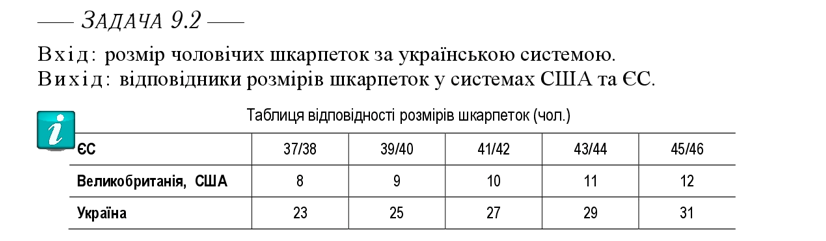 ЗАДАЧА 9.2
Вхід: розмір чоловічих шкарпеток за українською системою.
Вихід: відповідники розмірів шкарпеток у системах США та ЄС.
Таблиця відповідності розмірів шкарпеток (чол.)
ЄС 37/38 39/40 41/42 43/44 45/46
Великобританія, США 8 9 10 11 12
Україна 23 25 27 29 31